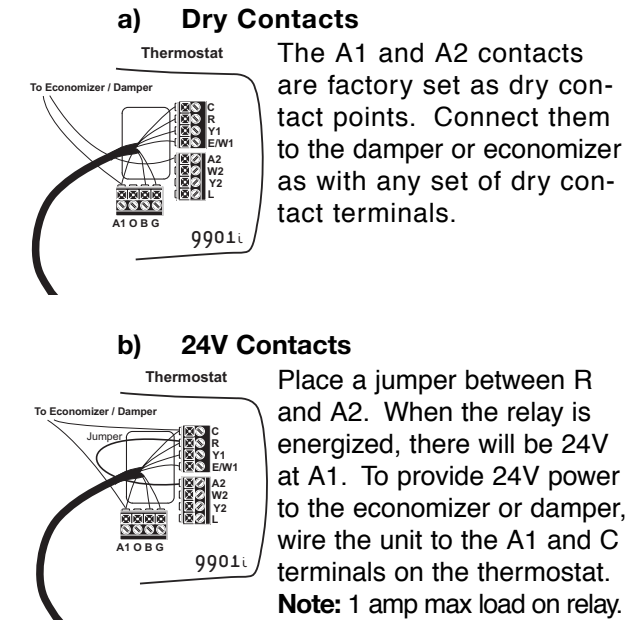 a) Dry Contacts
Thermostat
To Economizer / Damper
C
R
Y1
E/W1
A2
W2
Y2
L
A1 O B G
9901i
The A1 and A2 contacts
are factory set as dry con-
tact points. Connect them
to the damper or economizer
as with any set of dry con-
tact terminals.
b) 24V Contacts
Thermostat
To Economizer / Damper
Jumper
C
R
Y1
E/W1
A2
W2
Y2
L
A1 O B G
9901i
Place a jumper between R
and A2. When the relay is
energized, there will be 24V
at A1. To provide 24V power
to the economizer or damper,
wire the unit to the A1 and C
terminals on the thermostat.
Note: 1 amp max load on relay.